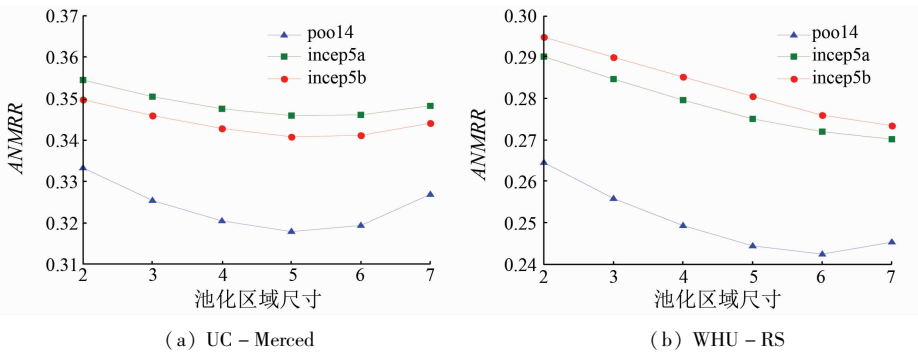 0.37
0.36
0.35
0.34
0.33
0.32
0.31
ANMRR
poo14
incep5a
incep5b
2 3 4 5 6 7
池化区域尺寸
(a) UC - Merced
0.30
0.29
0.28
0.27
0.26
0.25
0.24
ANMRR
poo14
incep5a
incep5b
2 3 4 5 6 7
池化区域尺寸
(b) WHU - RS